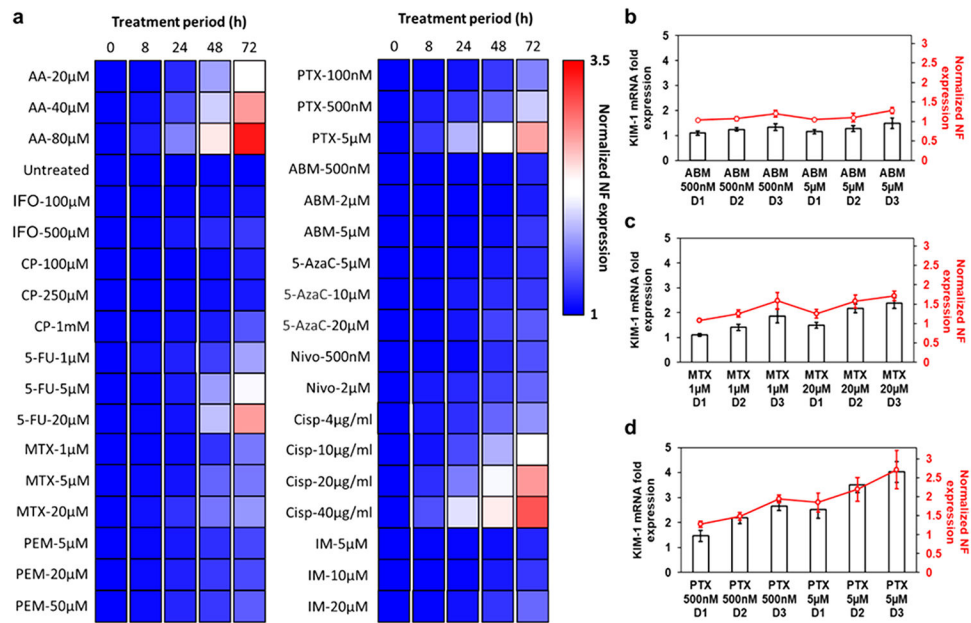 a
Treatment period (h)
0 8 24 48 72
AA-20μM
AA-40μM
AA-80μM
Untreated
IFO-100μM
IFO-500μM
CP-100μM
CP-250μM
CP-1mM
5-FU-1μM
5-FU-5μM
5-FU-20μM
MTX-1μM
MTX-5μM
MTX-20μM
PEM-5μM
PEM-20μM
PEM-50μM
Treatment period (h)
0 8 24 48 72
PTX-100nM
PTX-500nM
PTX-5μM
ABM-500nM
ABM-2μM
ABM-5μM
5-AzaC-5μM
5-AzaC-10μM
5-AzaC-20μM
Nivo-500nM
Nivo-2μM
Cisp-4μg/ml
Cisp-10μg/ml
Cisp-20μg/ml
Cisp-40μg/ml
IM-5μM
IM-10μM
IM-20μM
3.5
Normalized NF expression
1
b
KIM-1 mRNA fold
expression
5
4
3
2
1
0
Normalized NF
expression
3
2.5
2
1.5
1
0.5
0
ABM ABM ABM ABM ABM ABM
500nM 500nM 500nM 5μM 5μM 5μM
D1 D2 D3 D1 D2 D3
c
KIM-1 mRNA fold
expression
5
4
3
2
1
0
Normalized NF
expression
3
2.5
2
1.5
1
0.5
0
MTX MTX MTX MTX MTX MTX
1μM 1μM 1μM 20μM 20μM 20μM
D1 D2 D3 D1 D2 D3
d
KIM-1 mRNA fold
expression
5
4
3
2
1
0
Normalized NF
expression
3
2.5
2
1.5
1
0.5
0
PTX PTX PTX PTX PTX PTX
500nM 500nM 500nM 5μM 5μM 5μM
D1 D2 D3 D1 D2 D3